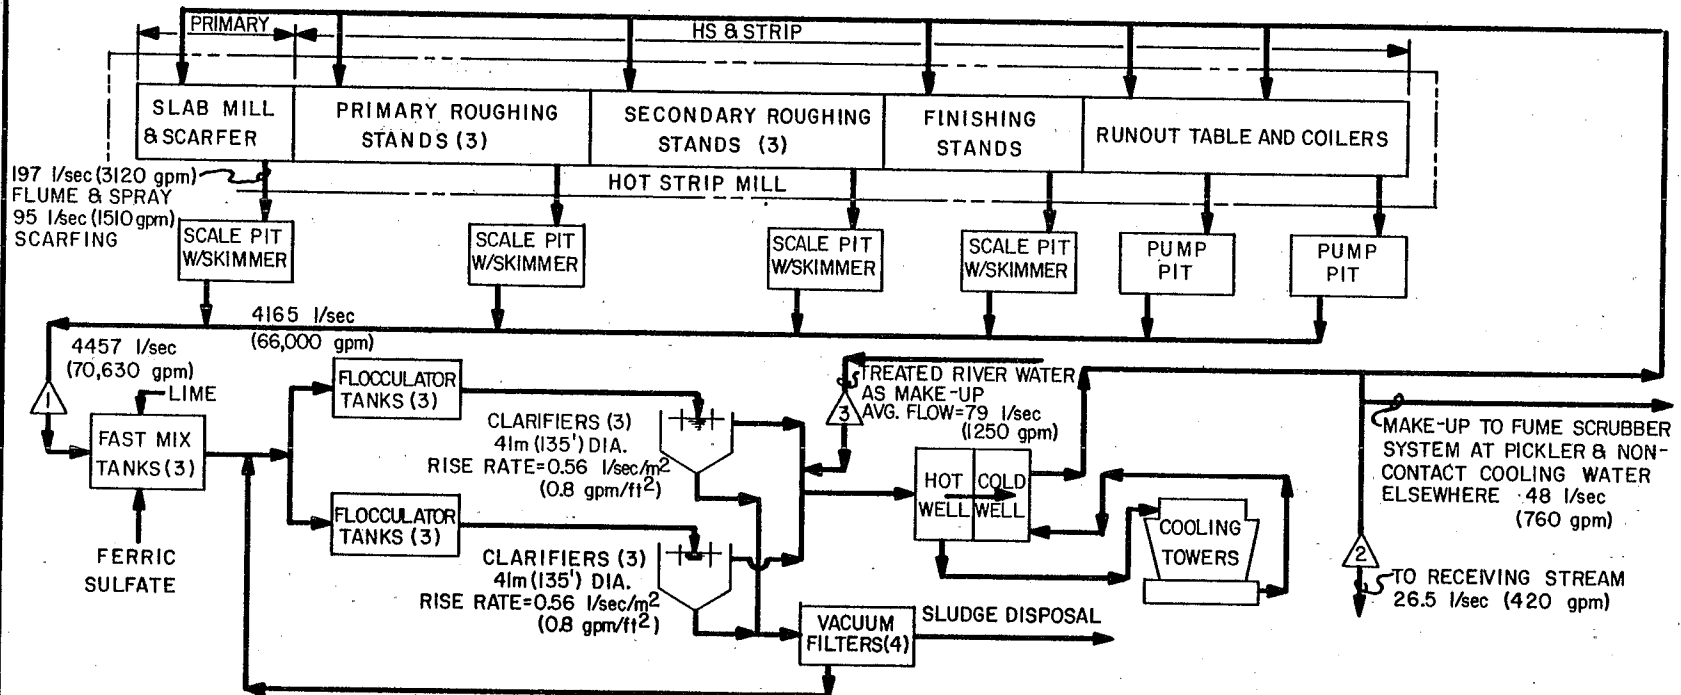 PRIMARY
HS & STRIP
SLAB MILL
& SCARFER
PRIMARY ROUGHING
STANDS (3)
SECONDARY ROUGHING
STANDS (3)
FINISHING
STANDS
RUNOUT TABLE AND COILERS
HOT STRIP MILL
197 l/sec (3120 gpm)
FLUME & SPRAY
95 l/sec (1510 gpm)
SCARFING
SCALE PIT
W/SKIMMER
SCALE PIT
W/SKIMMER
SCALE PIT
W/SKIMMER
SCALE PIT
W/SKIMMER
PUMP
PIT
PUMP
PIT
4165 l/sec
(66,000 gpm)
4457 l/sec
(70,630 gpm)
1
LIME
FAST MIX
TANKS (3)
FERRIC
SULFATE
FLOCCULATOR
TANKS (3)
CLARIFIERS (3)
41m (135') DIA.
RISE RATE=0.56 l/sec/m2
(0.8 gpm/ft2)
FLOCCULATOR
TANKS (3)
CLARIFIERS (3)
41m (135') DIA.
RISE RATE=0.56 l/sec/m2
(0.8 gpm/ft2)
TREATED RIVER WATER
AS MAKE-UP
AVG. FLOW=79 l/sec
(1250 gpm)
3
HOT
WELL
COLD
WELL
COOLING
TOWERS
VACUUM
FILTERS(4)
SLUDGE DISPOSAL
MAKE-UP TO FUME SCRUBBER
SYSTEM AT PICKLER & NON-
CONTACT COOLING WATER
ELSEWHERE 48 l/sec
(760 gpm)
2
TO RECEIVING STREAM
26.5 l/sec (420 gpm)